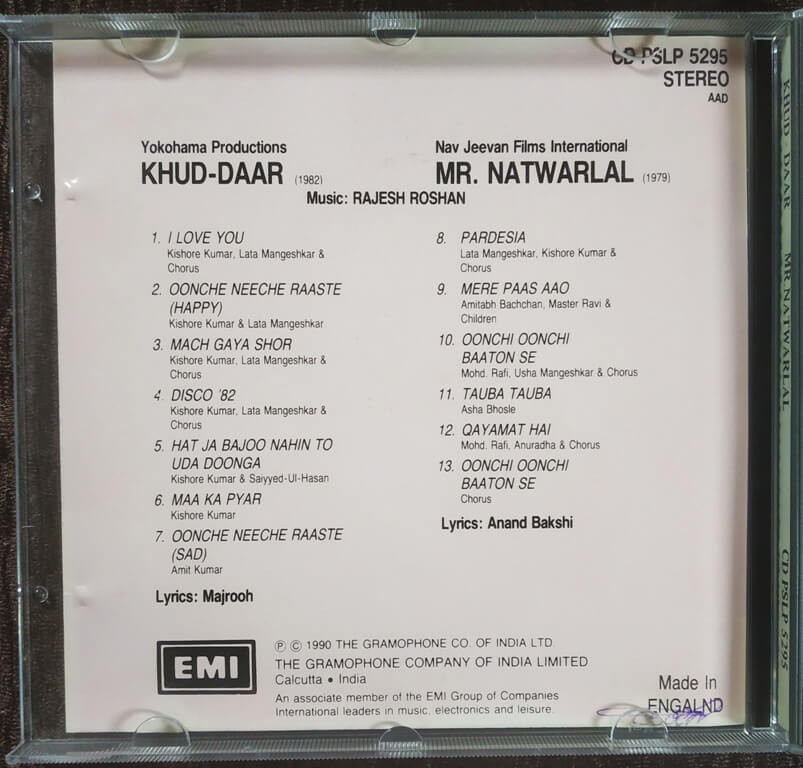 CD PSLP 5295
STEREO
AAD
Yokohama Productions
KHUD-DAAR (1982)
Nav Jeevan Films International
MR. NATWARLAL (1979)
Music: RAJESH ROSHAN
1. I LOVE YOU
Kishore Kumar, Lata Mangeshkar &
Chorus
2. OONCHE NEECHE RAASTE
(HAPPY)
Kishore Kumar & Lata Mangeshkar
3. MACH GAYA SHOR
Kishore Kumar, Lata Mangeshkar &
Chorus
4. DISCO '82
Kishore Kumar, Lata Mangeshkar &
Chorus
5. HAT JA BAJOO NAHIN TO
UDA DOONGA
Kishore Kumar & Saiyyed-Ul-Hasan
6. MAA KA PYAR
Kishore Kumar
7. OONCHE NEECHE RAASTE
(SAD)
Amit Kumar
Lyrics: Majrooh
8. PARDESIA
Lata Mangeshkar, Kishore Kumar &
Chorus
9. MERE PAAS AAO
Amitabh Bachchan, Master Ravi &
Children
10. OONCHI OONCHI
BAATON SE
Mohd. Rafi, Usha Mangeshkar & Chorus
11. TAUBA TAUBA
Asha Bhosle
12. QAYAMAT HAI
Mohd. Rafi, Anuradha & Chorus
13. OONCHI OONCHI
BAATON SE
Chorus
Lyrics: Anand Bakshi
EMI
Ⓟ © 1990 THE GRAMOPHONE CO. OF INDIA LTD.
THE GRAMOPHONE COMPANY OF INDIA LIMITED
Calcutta • India
An associate member of the EMI Group of Companies
International leaders in music, electronics and leisure.
Made In
ENGALND
KHUD-DAAR MR.NATWARLAL CD PSLP 5295